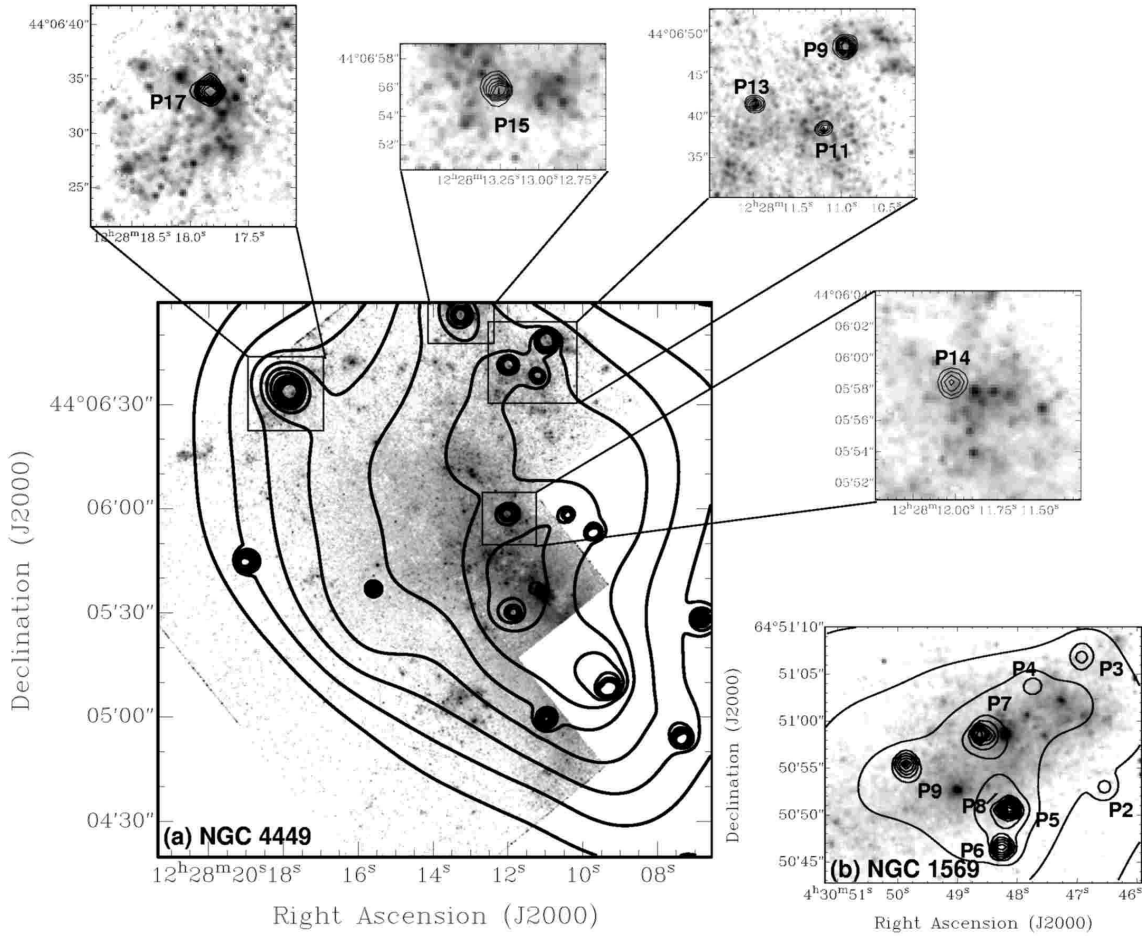 44°06'40"
35"
30"
25"
P17
12ʰ28ᵐ18.5ˢ 18.0ˢ 17.5ˢ
44°06'58"
56"
54"
52"
P15
12ʰ28ᵐ13.25ˢ 13.00ˢ 12.75ˢ
44°06'50"
45"
40"
35"
P9
P13
P11
12ʰ28ᵐ11.5ˢ 11.0ˢ 10.5ˢ
44°06'04"
06'02"
06'00"
05'58"
05'56"
05'54"
05'52"
P14
12ʰ28ᵐ12.00ˢ 11.75ˢ 11.50ˢ
Declination (J2000)
44°06'30"
06'00"
05'30"
05'00"
04'30"
(a) NGC 4449
12ʰ28ᵐ20ˢ18ˢ 16ˢ 14ˢ 12ˢ 10ˢ 08ˢ
Right Ascension (J2000)
Declination (J2000)
64°51'10"
51'05"
51'00"
50'55"
50'50"
50'45"
P4
P3
P7
P9
P8
P5
P2
P6
(b) NGC 1569
4ʰ30ᵐ51ˢ 50ˢ 49ˢ 48ˢ 47ˢ 46ˢ
Right Ascension (J2000)